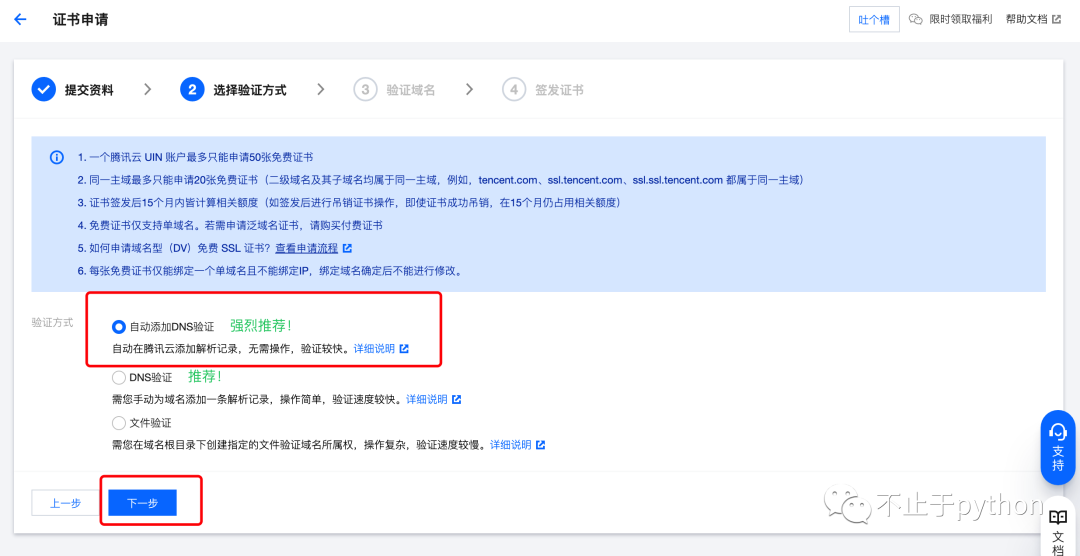 证书申请
吐个槽 限时领取福利 帮助文档
提交资料 2 选择验证方式 3 验证域名 4 签发证书
1. 一个腾讯云 UIN 账户最多只能申请50张免费证书
2. 同一主域最多只能申请20张免费证书（二级域名及其子域名均属于同一主域，例如，tencent.com、ssl.tencent.com、ssl.ssl.tencent.com 都属于同一主域）
3. 证书签发后15个月内皆计算相关额度（如签发后进行吊销证书操作，即使证书成功吊销，在15个月仍占用相关额度）
4. 免费证书仅支持单域名。若需申请泛域名证书，请购买付费证书
5. 如何申请域名型（DV）免费 SSL 证书？查看申请流程
6. 每张免费证书仅能绑定一个单域名且不能绑定IP，绑定域名确定后不能进行修改。
验证方式
自动添加DNS验证 强烈推荐！
自动在腾讯云添加解析记录，无需操作，验证较快。详细说明
DNS验证 推荐！
需您手动为域名添加一条解析记录，操作简单，验证速度较快。详细说明
文件验证
需您在域名根目录下创建指定的文件验证域名所属权，操作复杂，验证速度较慢。详细说明
上一步 下一步
支持
文档
不止于python